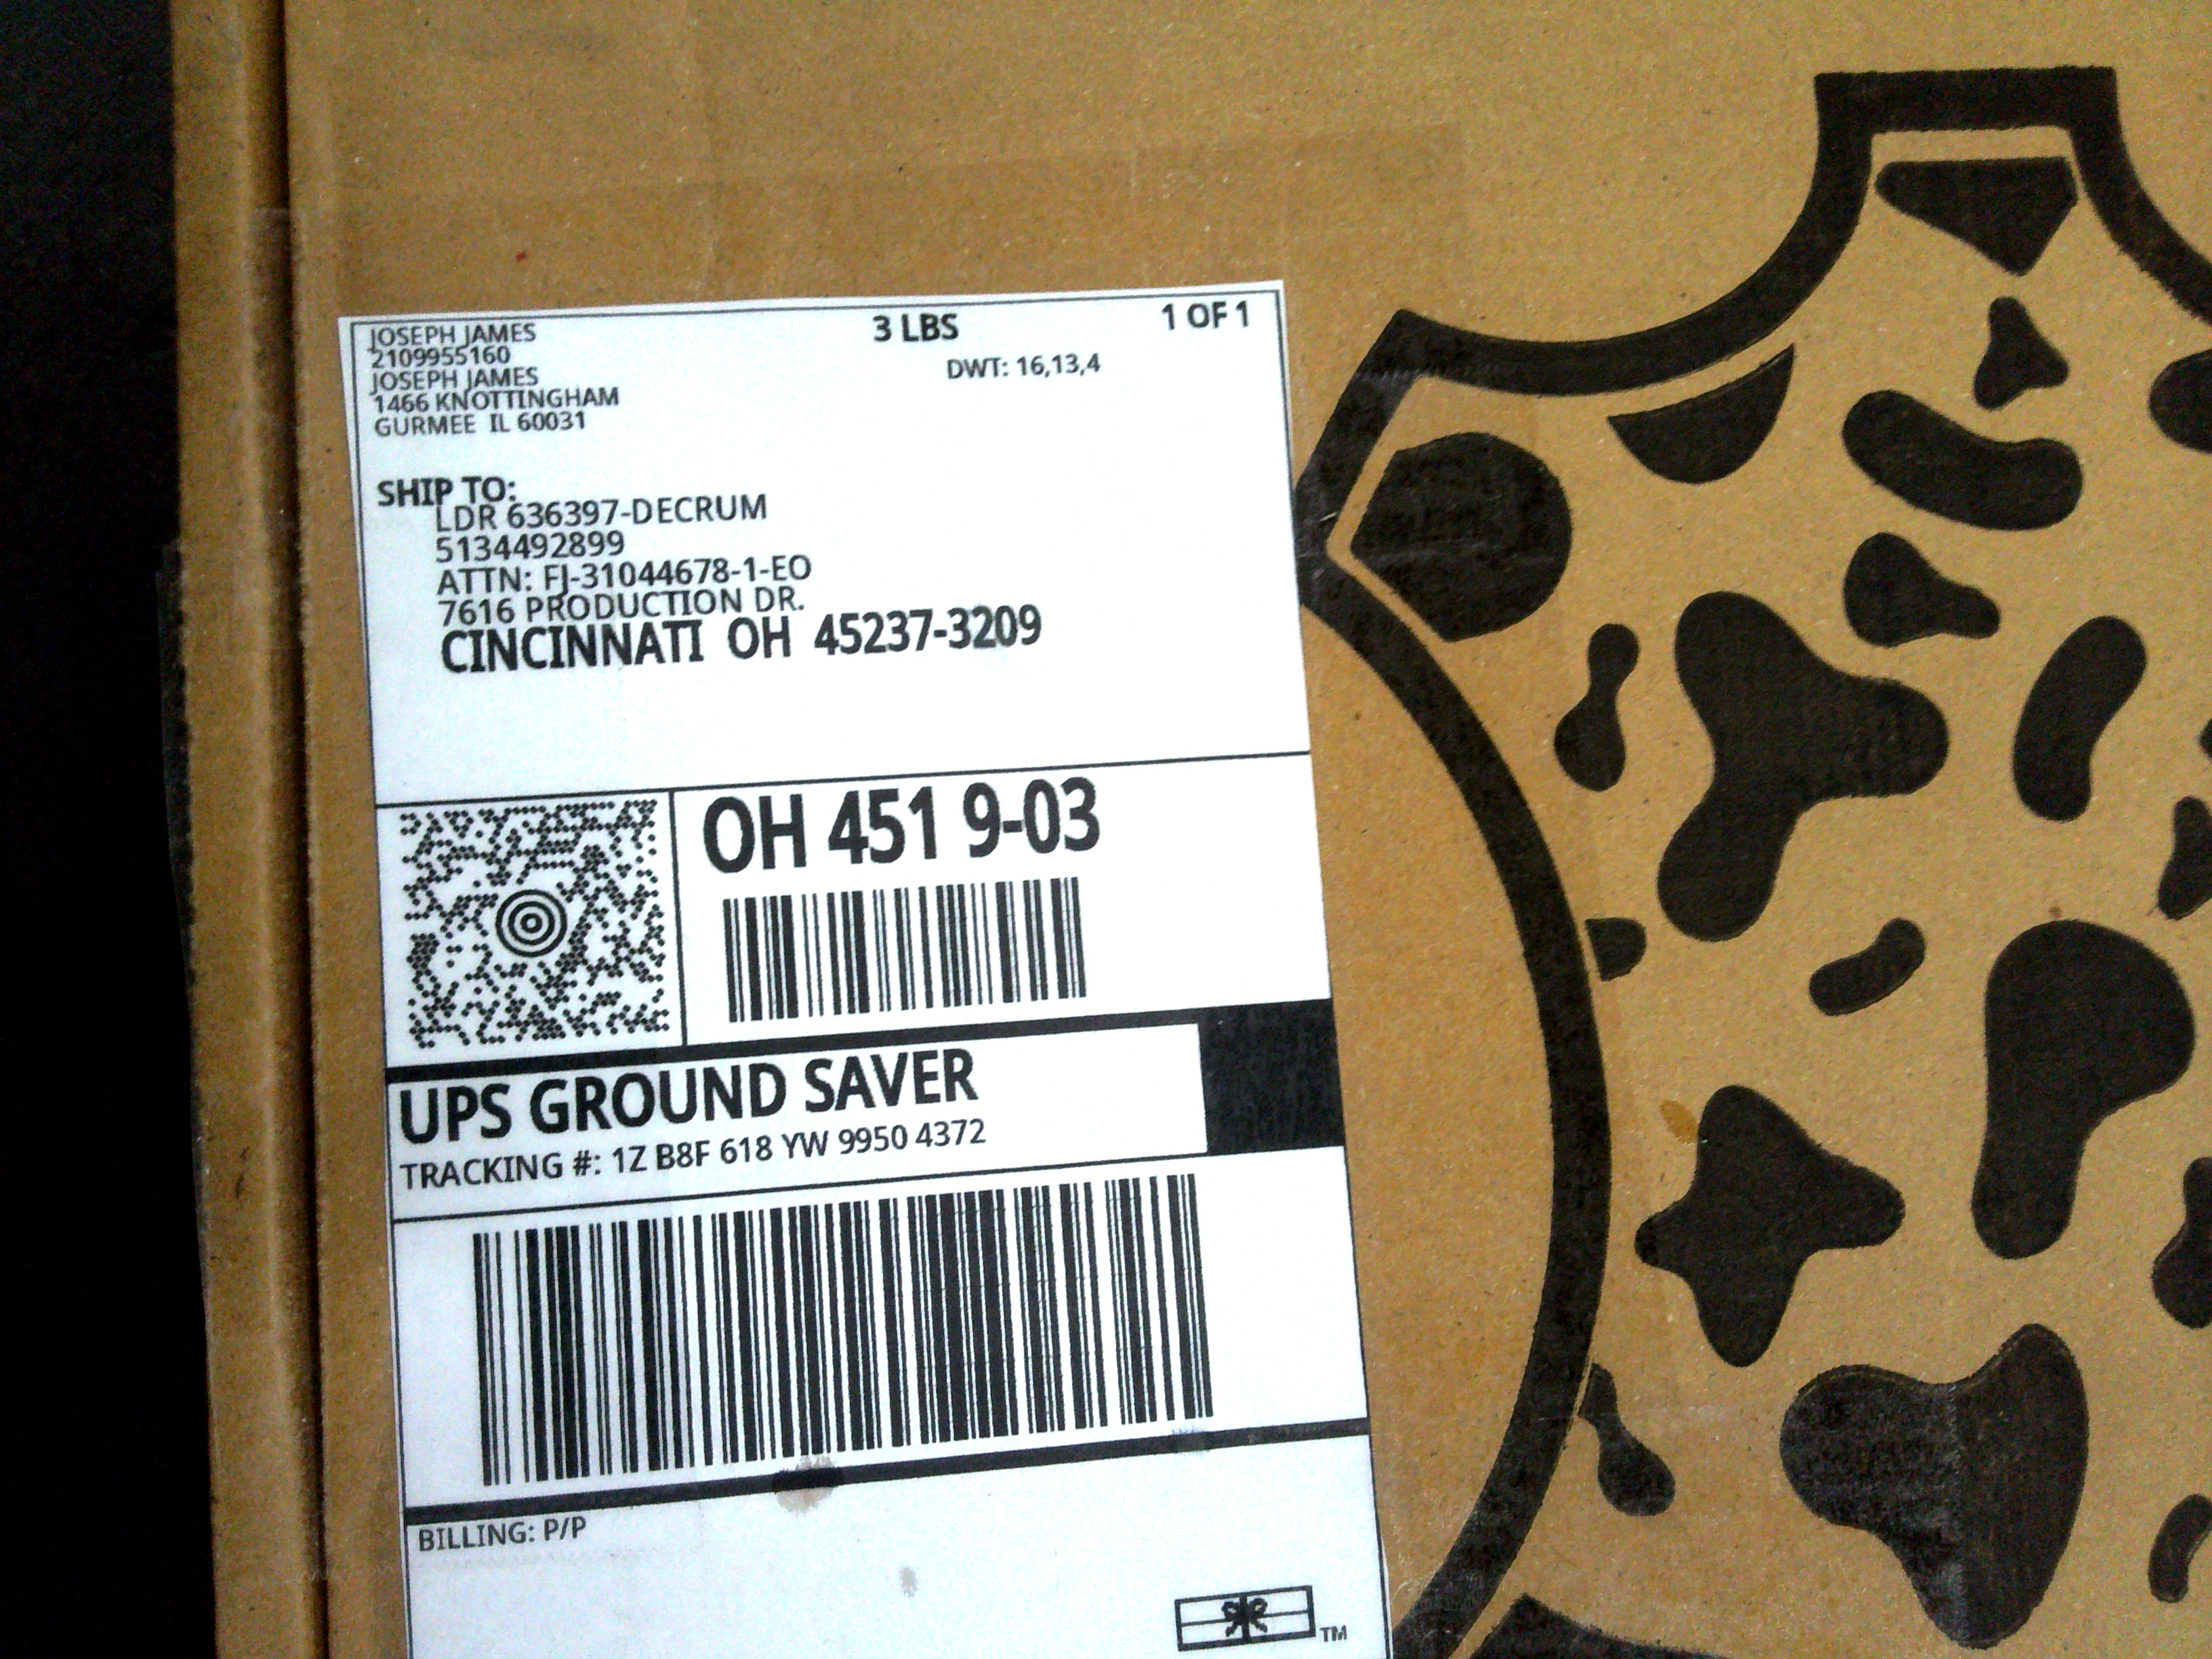 JOSEPH JAMES
2109955160
JOSEPH JAMES
1466 KNOTTINGHAM
GURMEE IL 60031
3 LBS
1 OF 1
DWT: 16,13,4
SHIP TO:
LDR 636397-DECRUM
5134492899
ATTN: FJ-31044678-1-EO
7616 PRODUCTION DR.
CINCINNATI OH 45237-3209
OH 451 9-03
UPS GROUND SAVER
TRACKING #: 1Z B8F 618 YW 9950 4372
BILLING: P/P
TM